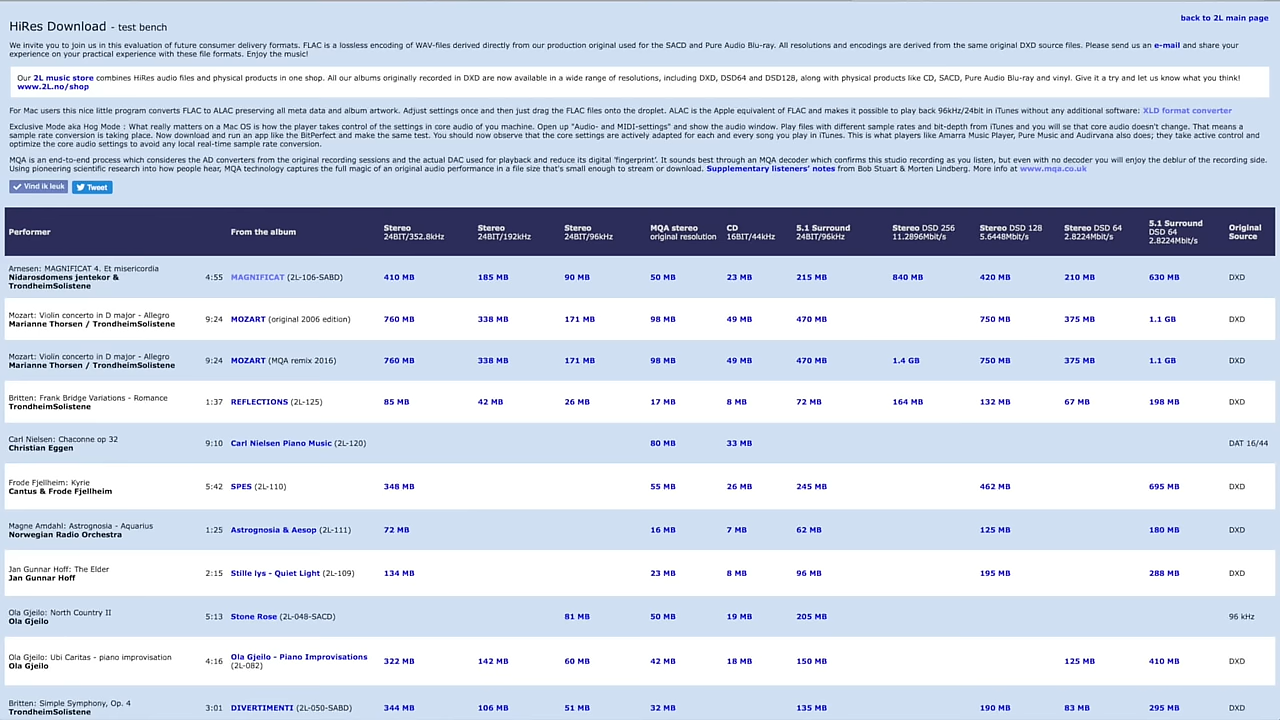 back to 2L main page
HiRes Download - test bench
We invite you to join us in this evaluation of future consumer delivery formats. FLAC is a lossless encoding of WAV-files derived directly from our production original used for the SACD and Pure Audio Blu-ray. All resolutions and encodings are derived from the same original DXD source files. Please send us an e-mail and share your
experience on your practical experience with these file formats. Enjoy the music!
Our 2L music store combines HiRes audio files and physical products in one shop. All our albums originally recorded in DXD are now available in a wide range of resolutions, including DXD, DSD64 and DSD128, along with physical products like CD, SACD, Pure Audio Blu-ray and vinyl. Give it a try and let us know what you think!
www.2L.no/shop
For Mac users this nice little program converts FLAC to ALAC preserving all meta data and album artwork. Adjust settings once and then just drag the FLAC files onto the droplet. ALAC is the Apple equivalent of FLAC and makes it possible to play back 96kHz/24bit in iTunes without any additional software: XLD format converter
Exclusive Mode aka Hog Mode : What really matters on a Mac OS is how the player takes control of the settings in core audio of you machine. Open up "Audio- and MIDI-settings" and show the audio window. Play files with different sample rates and bit-depth from iTunes and you will se that core audio doesn't change. That means a
sample rate conversion is taking place. Now download and run an app like the BitPerfect and make the same test. You should now observe that the core settings are actively adapted for each and every song you play in iTunes. This is what players like Amarra Music Player, Pure Music and Audirvana also does; they take active control and
optimize the core audio settings to avoid any local real-time sample rate conversion.
MQA is an end-to-end process which considers the AD converters from the original recording sessions and the actual DAC used for playback and reduce its digital 'fingerprint'. It sounds best through an MQA decoder which confirms this studio recording as you listen, but even with no decoder you will enjoy the deblur of the recording side.
Using pioneering scientific research into how people hear, MQA technology captures the full magic of an original audio performance in a file size that's small enough to stream or download. Supplementary listeners' notes from Bob Stuart & Morten Lindberg. More info at www.mqa.co.uk
Vind ik leuk Tweet
Performer From the album Stereo 24BIT/352.8kHz Stereo 24BIT/192kHz Stereo 24BIT/96kHz MQA stereo original resolution CD 16BIT/44kHz 5.1 Surround 24BIT/96kHz Stereo DSD 256 11.2896Mbit/s Stereo DSD 128 5.6448Mbit/s Stereo DSD 64 2.8224Mbit/s 5.1 Surround DSD 64 2.8224Mbit/s Original Source
Arnesen: MAGNIFICAT 4. Et misericordia
Nidarosdomens jentekor &
TrondheimSolistene
4:55 MAGNIFICAT (2L-106-SABD) 410 MB 185 MB 90 MB 50 MB 23 MB 215 MB 840 MB 420 MB 210 MB 630 MB DXD
Mozart: Violin concerto in D major - Allegro
Marianne Thorsen / TrondheimSolistene
9:24 MOZART (original 2006 edition) 760 MB 338 MB 171 MB 98 MB 49 MB 470 MB 750 MB 375 MB 1.1 GB DXD
Mozart: Violin concerto in D major - Allegro
Marianne Thorsen / TrondheimSolistene
9:24 MOZART (MQA remix 2016) 760 MB 338 MB 171 MB 98 MB 49 MB 470 MB 1.4 GB 750 MB 375 MB 1.1 GB DXD
Britten: Frank Bridge Variations - Romance
TrondheimSolistene
1:37 REFLECTIONS (2L-125) 85 MB 42 MB 26 MB 17 MB 8 MB 72 MB 164 MB 132 MB 67 MB 198 MB DXD
Carl Nielsen: Chaconne op 32
Christian Eggen
9:10 Carl Nielsen Piano Music (2L-120) 80 MB 33 MB DAT 16/44
Frode Fjellheim: Kyrie
Cantus & Frode Fjellheim
5:42 SPES (2L-110) 348 MB 55 MB 26 MB 245 MB 462 MB 695 MB DXD
Magne Amdahl: Astrognosia - Aquarius
Norwegian Radio Orchestra
1:25 Astrognosia & Aesop (2L-111) 72 MB 16 MB 7 MB 62 MB 125 MB 180 MB DXD
Jan Gunnar Hoff: The Elder
Jan Gunnar Hoff
2:15 Stille lys - Quiet Light (2L-109) 134 MB 23 MB 8 MB 96 MB 195 MB 288 MB DXD
Ola Gjeilo: North Country II
Ola Gjeilo
5:13 Stone Rose (2L-048-SACD) 81 MB 50 MB 19 MB 205 MB 96 kHz
Ola Gjeilo: Ubi Caritas - piano improvisation
Ola Gjeilo
4:16 Ola Gjeilo - Piano Improvisations (2L-082) 322 MB 142 MB 60 MB 42 MB 18 MB 150 MB 125 MB 410 MB DXD
Britten: Simple Symphony, Op. 4
TrondheimSolistene
3:01 DIVERTIMENTI (2L-050-SABD) 344 MB 106 MB 51 MB 32 MB 135 MB 190 MB 83 MB 295 MB DXD